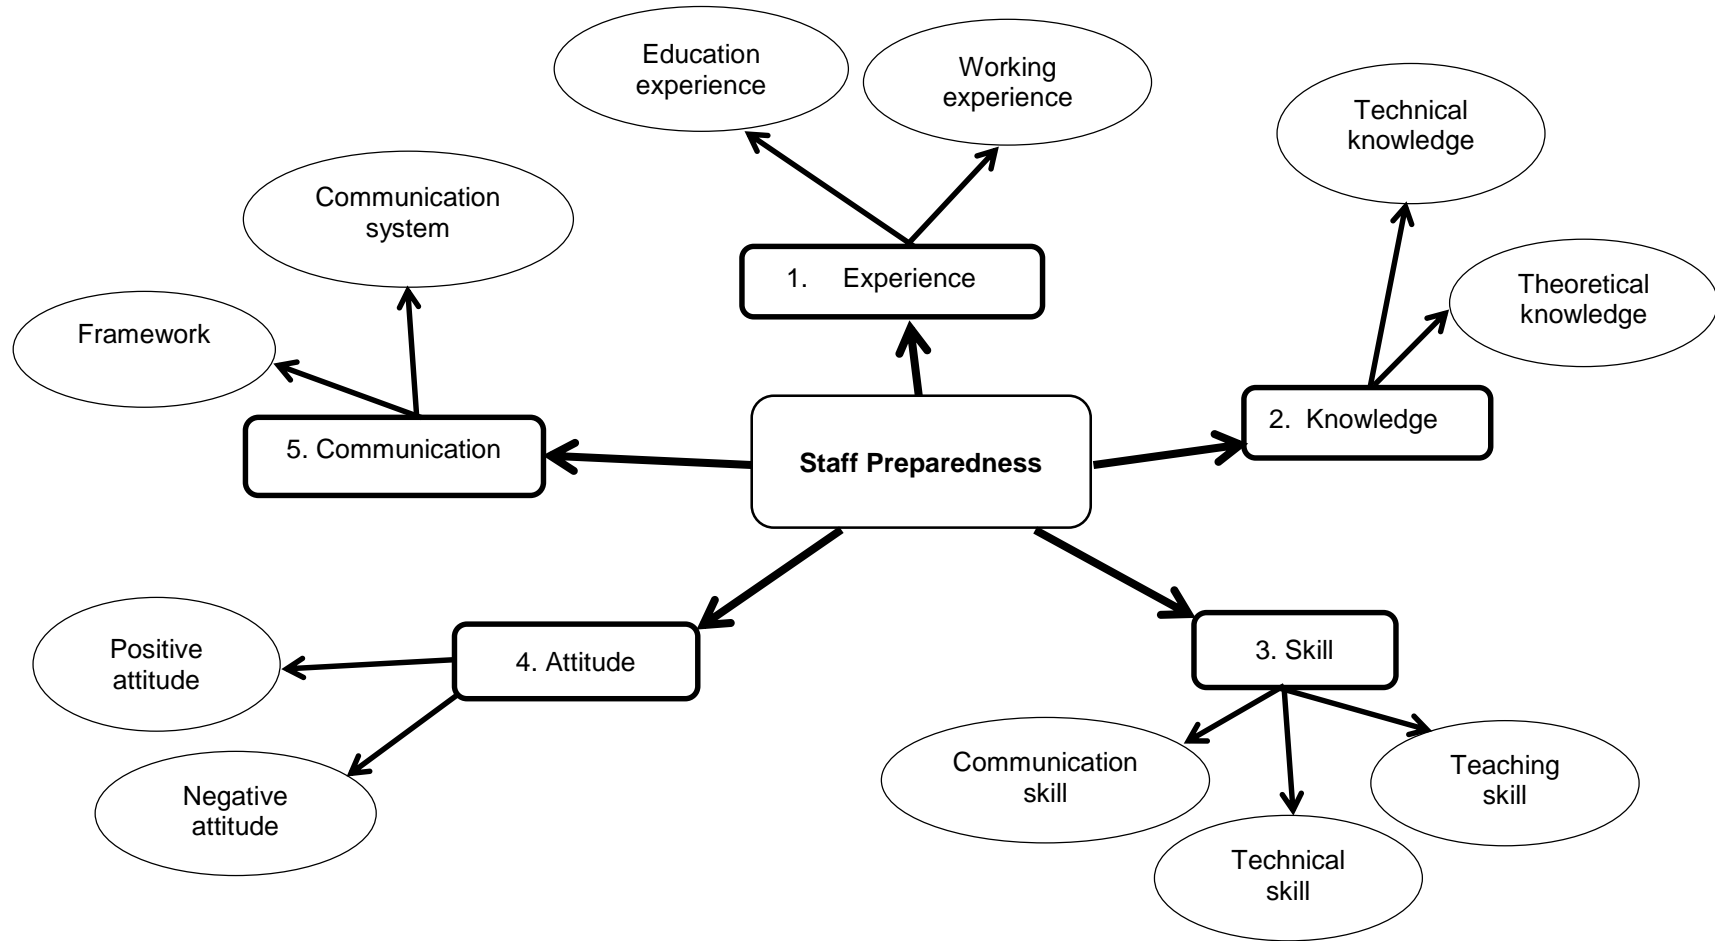 Education
experience
Working
experience
Technical
knowledge
Communication
system
1. Experience
Theoretical
knowledge
Framework
2. Knowledge
5. Communication
Staff Preparedness
Positive
attitude
4. Attitude
3. Skill
Negative
attitude
Communication
skill
Teaching
skill
Technical
skill